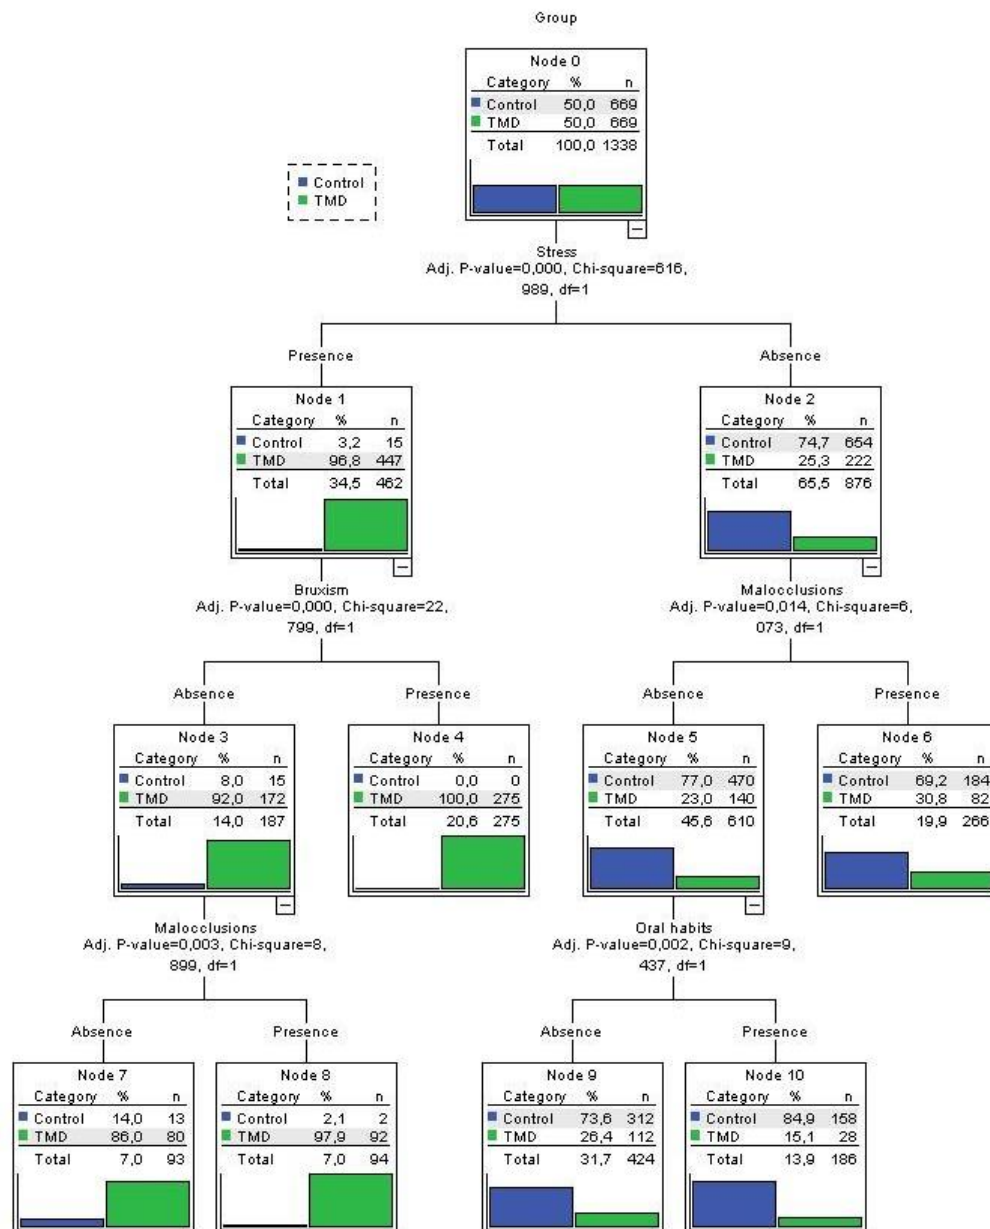 Group
Node 0
Category % n
Control 50,0 669
TMD 50,0 669
Total 100,0 1338
Control
TMD
Stress
Adj. P-value=0,000, Chi-square=616,
989, df=1
Presence
Absence
Node 1
Category % n
Control 3,2 15
TMD 96,8 447
Total 34,5 462
Node 2
Category % n
Control 74,7 654
TMD 25,3 222
Total 65,5 876
Bruxism
Adj. P-value=0,000, Chi-square=22,
799, df=1
Malocclusions
Adj. P-value=0,014, Chi-square=6,
073, df=1
Absence
Presence
Absence
Presence
Node 3
Category % n
Control 8,0 15
TMD 92,0 172
Total 14,0 187
Node 4
Category % n
Control 0,0 0
TMD 100,0 275
Total 20,6 275
Node 5
Category % n
Control 77,0 470
TMD 23,0 140
Total 45,6 610
Node 6
Category % n
Control 69,2 184
TMD 30,8 82
Total 19,9 266
Malocclusions
Adj. P-value=0,003, Chi-square=8,
899, df=1
Oral habits
Adj. P-value=0,002, Chi-square=9,
437, df=1
Absence
Presence
Absence
Presence
Node 7
Category % n
Control 14,0 13
TMD 86,0 80
Total 7,0 93
Node 8
Category % n
Control 2,1 2
TMD 97,9 92
Total 7,0 94
Node 9
Category % n
Control 73,6 312
TMD 26,4 112
Total 31,7 424
Node 10
Category % n
Control 84,9 158
TMD 15,1 28
Total 13,9 186